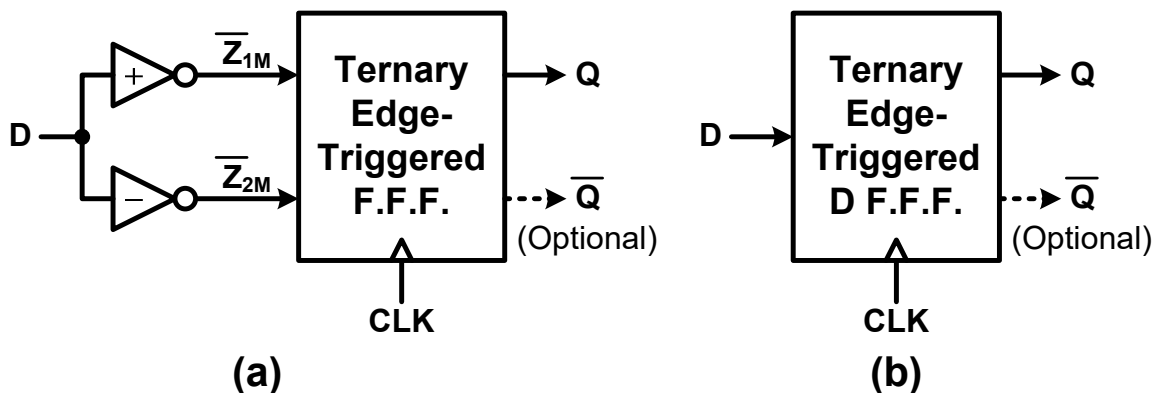 D
+
−
Z̅1M
Z̅2M
Ternary
Edge-
Triggered
F.F.F.
Q
Q̅
(Optional)
CLK
(a)
D
Ternary
Edge-
Triggered
D F.F.F.
Q
Q̅
(Optional)
CLK
(b)